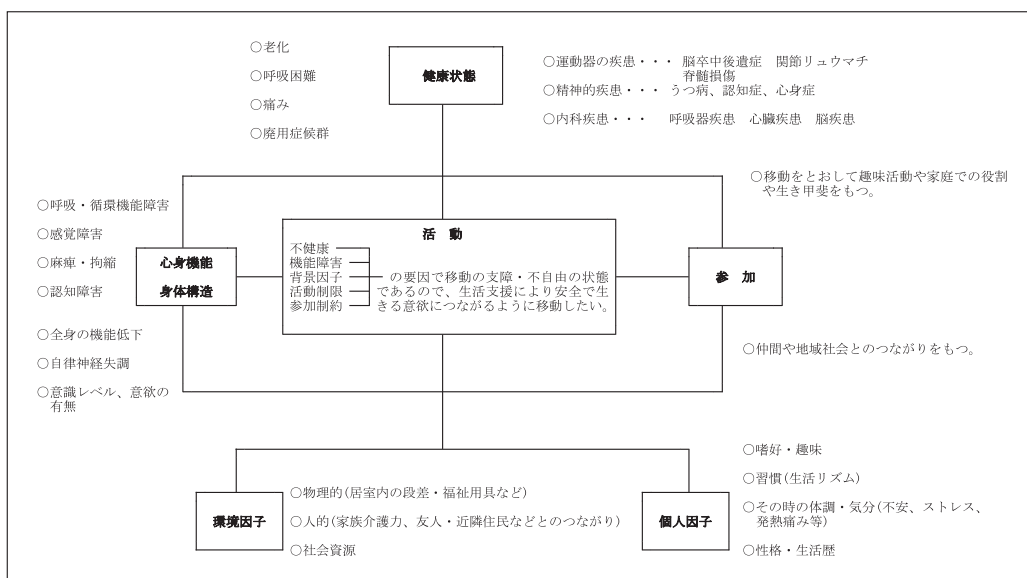 ○老化
○呼吸困難
○痛み
○廃用症候群
健康状態
○運動器の疾患・・・ 脳卒中後遺症 関節リュウマチ
脊髄損傷
○精神的疾患・・・ うつ病、認知症、心身症
○内科疾患・・・ 呼吸器疾患 心臓疾患 脳疾患
○移動をとおして趣味活動や家庭での役割
や生き甲斐をもつ。
○呼吸・循環機能障害
○感覚障害
○麻痺・拘縮
○認知障害
○全身の機能低下
○自律神経失調
○意識レベル、意欲の
有無
心身機能
身体構造
活 動
不健康
機能障害
背景因子
活動制限
参加制約
の要因で移動の支障・不自由の状態
であるので、生活支援により安全で生
きる意欲につながるように移動したい。
参 加
○仲間や地域社会とのつながりをもつ。
環境因子
○物理的(居室内の段差・福祉用具など)
○人的(家族介護力、友人・近隣住民などとのつながり)
○社会資源
個人因子
○嗜好・趣味
○習慣(生活リズム)
○その時の体調・気分(不安、ストレス、
発熱痛み等)
○性格・生活歴